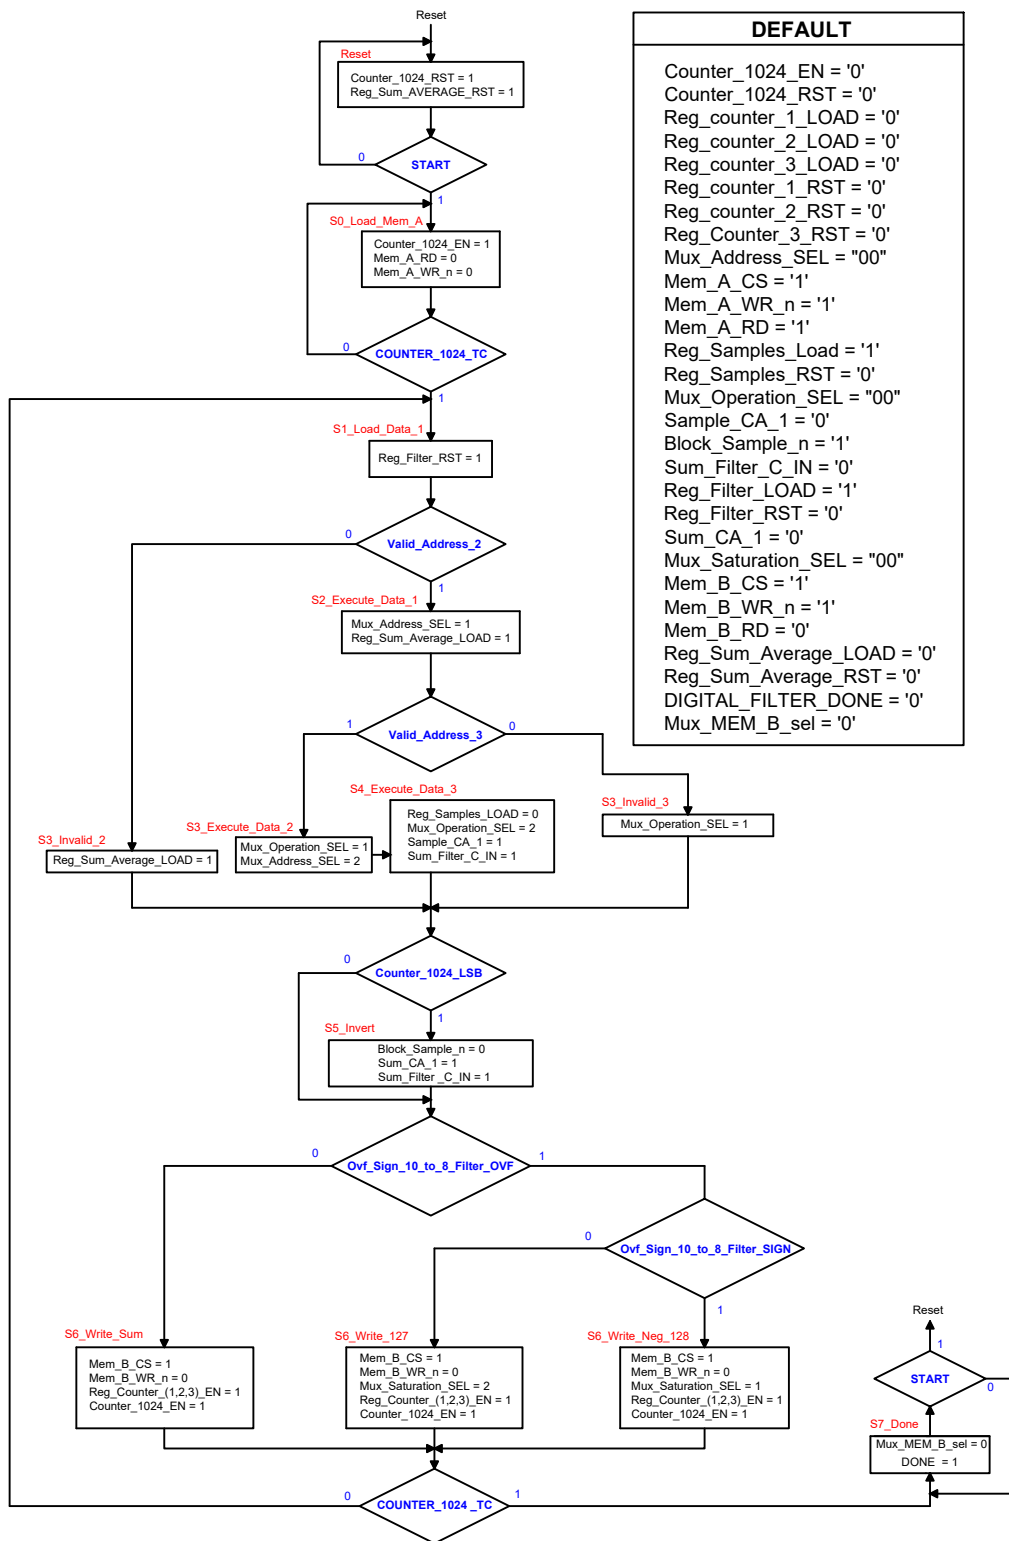 Reset
DEFAULT
Reset
Counter_1024_RST = 1
Reg_Sum_AVERAGE_RST = 1
START
0
1
S0_Load_Mem_A
Counter_1024_EN = 1
Mem_A_RD = 0
Mem_A_WR_n = 0
COUNTER_1024_TC
0
1
Counter_1024_EN = '0'
Counter_1024_RST = '0'
Reg_counter_1_LOAD = '0'
Reg_counter_2_LOAD = '0'
Reg_counter_3_LOAD = '0'
Reg_counter_1_RST = '0'
Reg_counter_2_RST = '0'
Reg_Counter_3_RST = '0'
Mux_Address_SEL = "00"
Mem_A_CS = '1'
Mem_A_WR_n = '1'
Mem_A_RD = '1'
Reg_Samples_Load = '1'
Reg_Samples_RST = '0'
Mux_Operation_SEL = "00"
Sample_CA_1 = '0'
Block_Sample_n = '1'
Sum_Filter_C_IN = '0'
Reg_Filter_LOAD = '1'
Reg_Filter_RST = '0'
Sum_CA_1 = '0'
Mux_Saturation_SEL = "00"
Mem_B_CS = '1'
Mem_B_WR_n = '1'
Mem_B_RD = '0'
Reg_Sum_Average_LOAD = '0'
Reg_Sum_Average_RST = '0'
DIGITAL_FILTER_DONE = '0'
Mux_MEM_B_sel = '0'
S1_Load_Data_1
Reg_Filter_RST = 1
Valid_Address_2
0
1
S2_Execute_Data_1
Mux_Address_SEL = 1
Reg_Sum_Average_LOAD = 1
Valid_Address_3
1
0
S3_Invalid_2
Reg_Sum_Average_LOAD = 1
S3_Execute_Data_2
Mux_Operation_SEL = 1
Mux_Address_SEL = 2
S4_Execute_Data_3
Reg_Samples_LOAD = 0
Mux_Operation_SEL = 2
Sample_CA_1 = 1
Sum_Filter_C_IN = 1
S3_Invalid_3
Mux_Operation_SEL = 1
Counter_1024_LSB
0
1
S5_Invert
Block_Sample_n = 0
Sum_CA_1 = 1
Sum_Filter _C_IN = 1
Ovf_Sign_10_to_8_Filter_OVF
0
1
Ovf_Sign_10_to_8_Filter_SIGN
0
1
S6_Write_Sum
Mem_B_CS = 1
Mem_B_WR_n = 0
Reg_Counter_(1,2,3)_EN = 1
Counter_1024_EN = 1
S6_Write_127
Mem_B_CS = 1
Mem_B_WR_n = 0
Mux_Saturation_SEL = 2
Reg_Counter_(1,2,3)_EN = 1
Counter_1024_EN = 1
S6_Write_Neg_128
Mem_B_CS = 1
Mem_B_WR_n = 0
Mux_Saturation_SEL = 1
Reg_Counter_(1,2,3)_EN = 1
Counter_1024_EN = 1
COUNTER_1024 _TC
0
1
Reset
1
START
0
S7_Done
Mux_MEM_B_sel = 0
DONE = 1